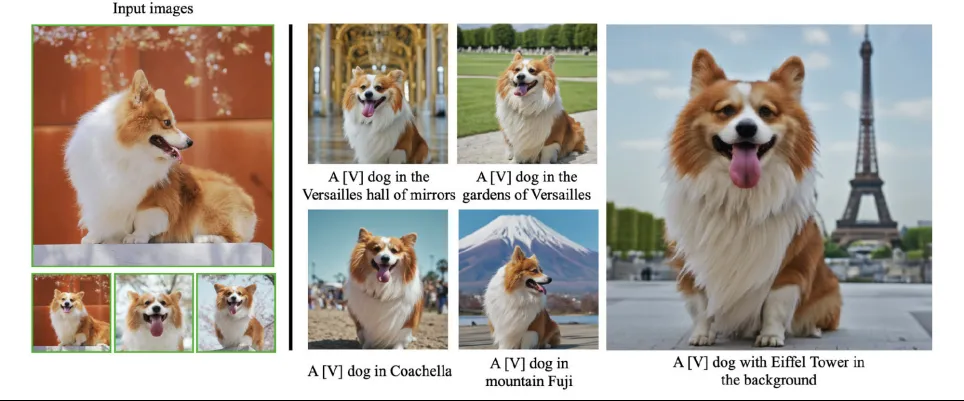 Input images
A [V] dog in the
Versailles hall of mirrors
A [V] dog in the
gardens of Versailles
A [V] dog in Coachella
A [V] dog in
mountain Fuji
A [V] dog with Eiffel Tower in
the background